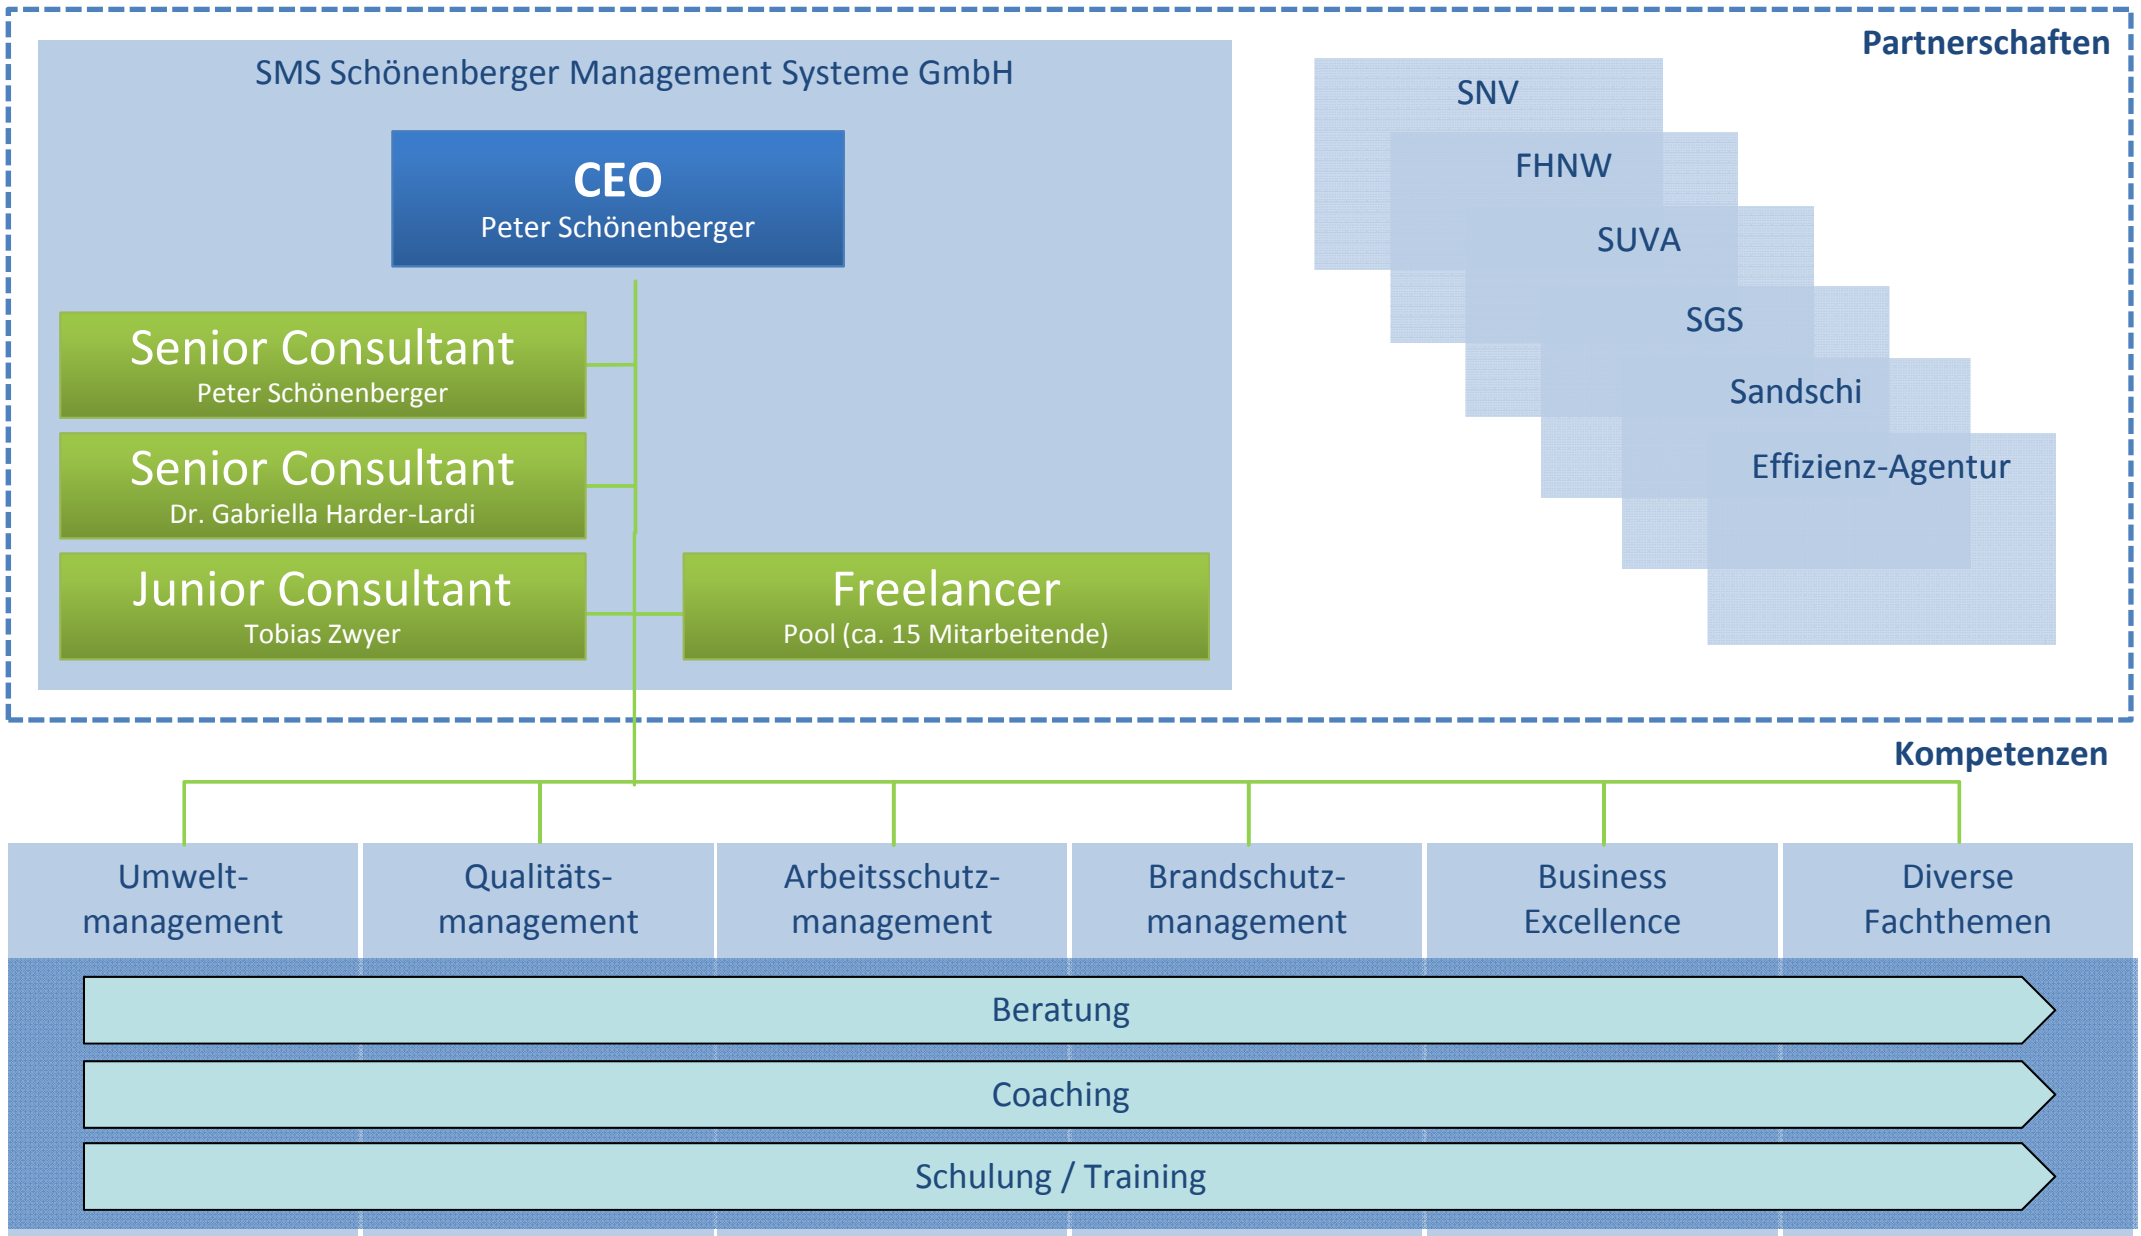 Partnerschaften
SMS Schönenberger Management Systeme GmbH
CEO
Peter Schönenberger
Senior Consultant
Peter Schönenberger
Senior Consultant
Dr. Gabriella Harder-Lardi
Junior Consultant
Tobias Zwyer
Freelancer
Pool (ca. 15 Mitarbeitende)
SNV
FHNW
SUVA
SGS
Sandschi
Effizienz-Agentur
Kompetenzen
Umwelt-
management
Qualitäts-
management
Arbeitsschutz-
management
Brandschutz-
management
Business
Excellence
Diverse
Fachthemen
Beratung
Coaching
Schulung / Training